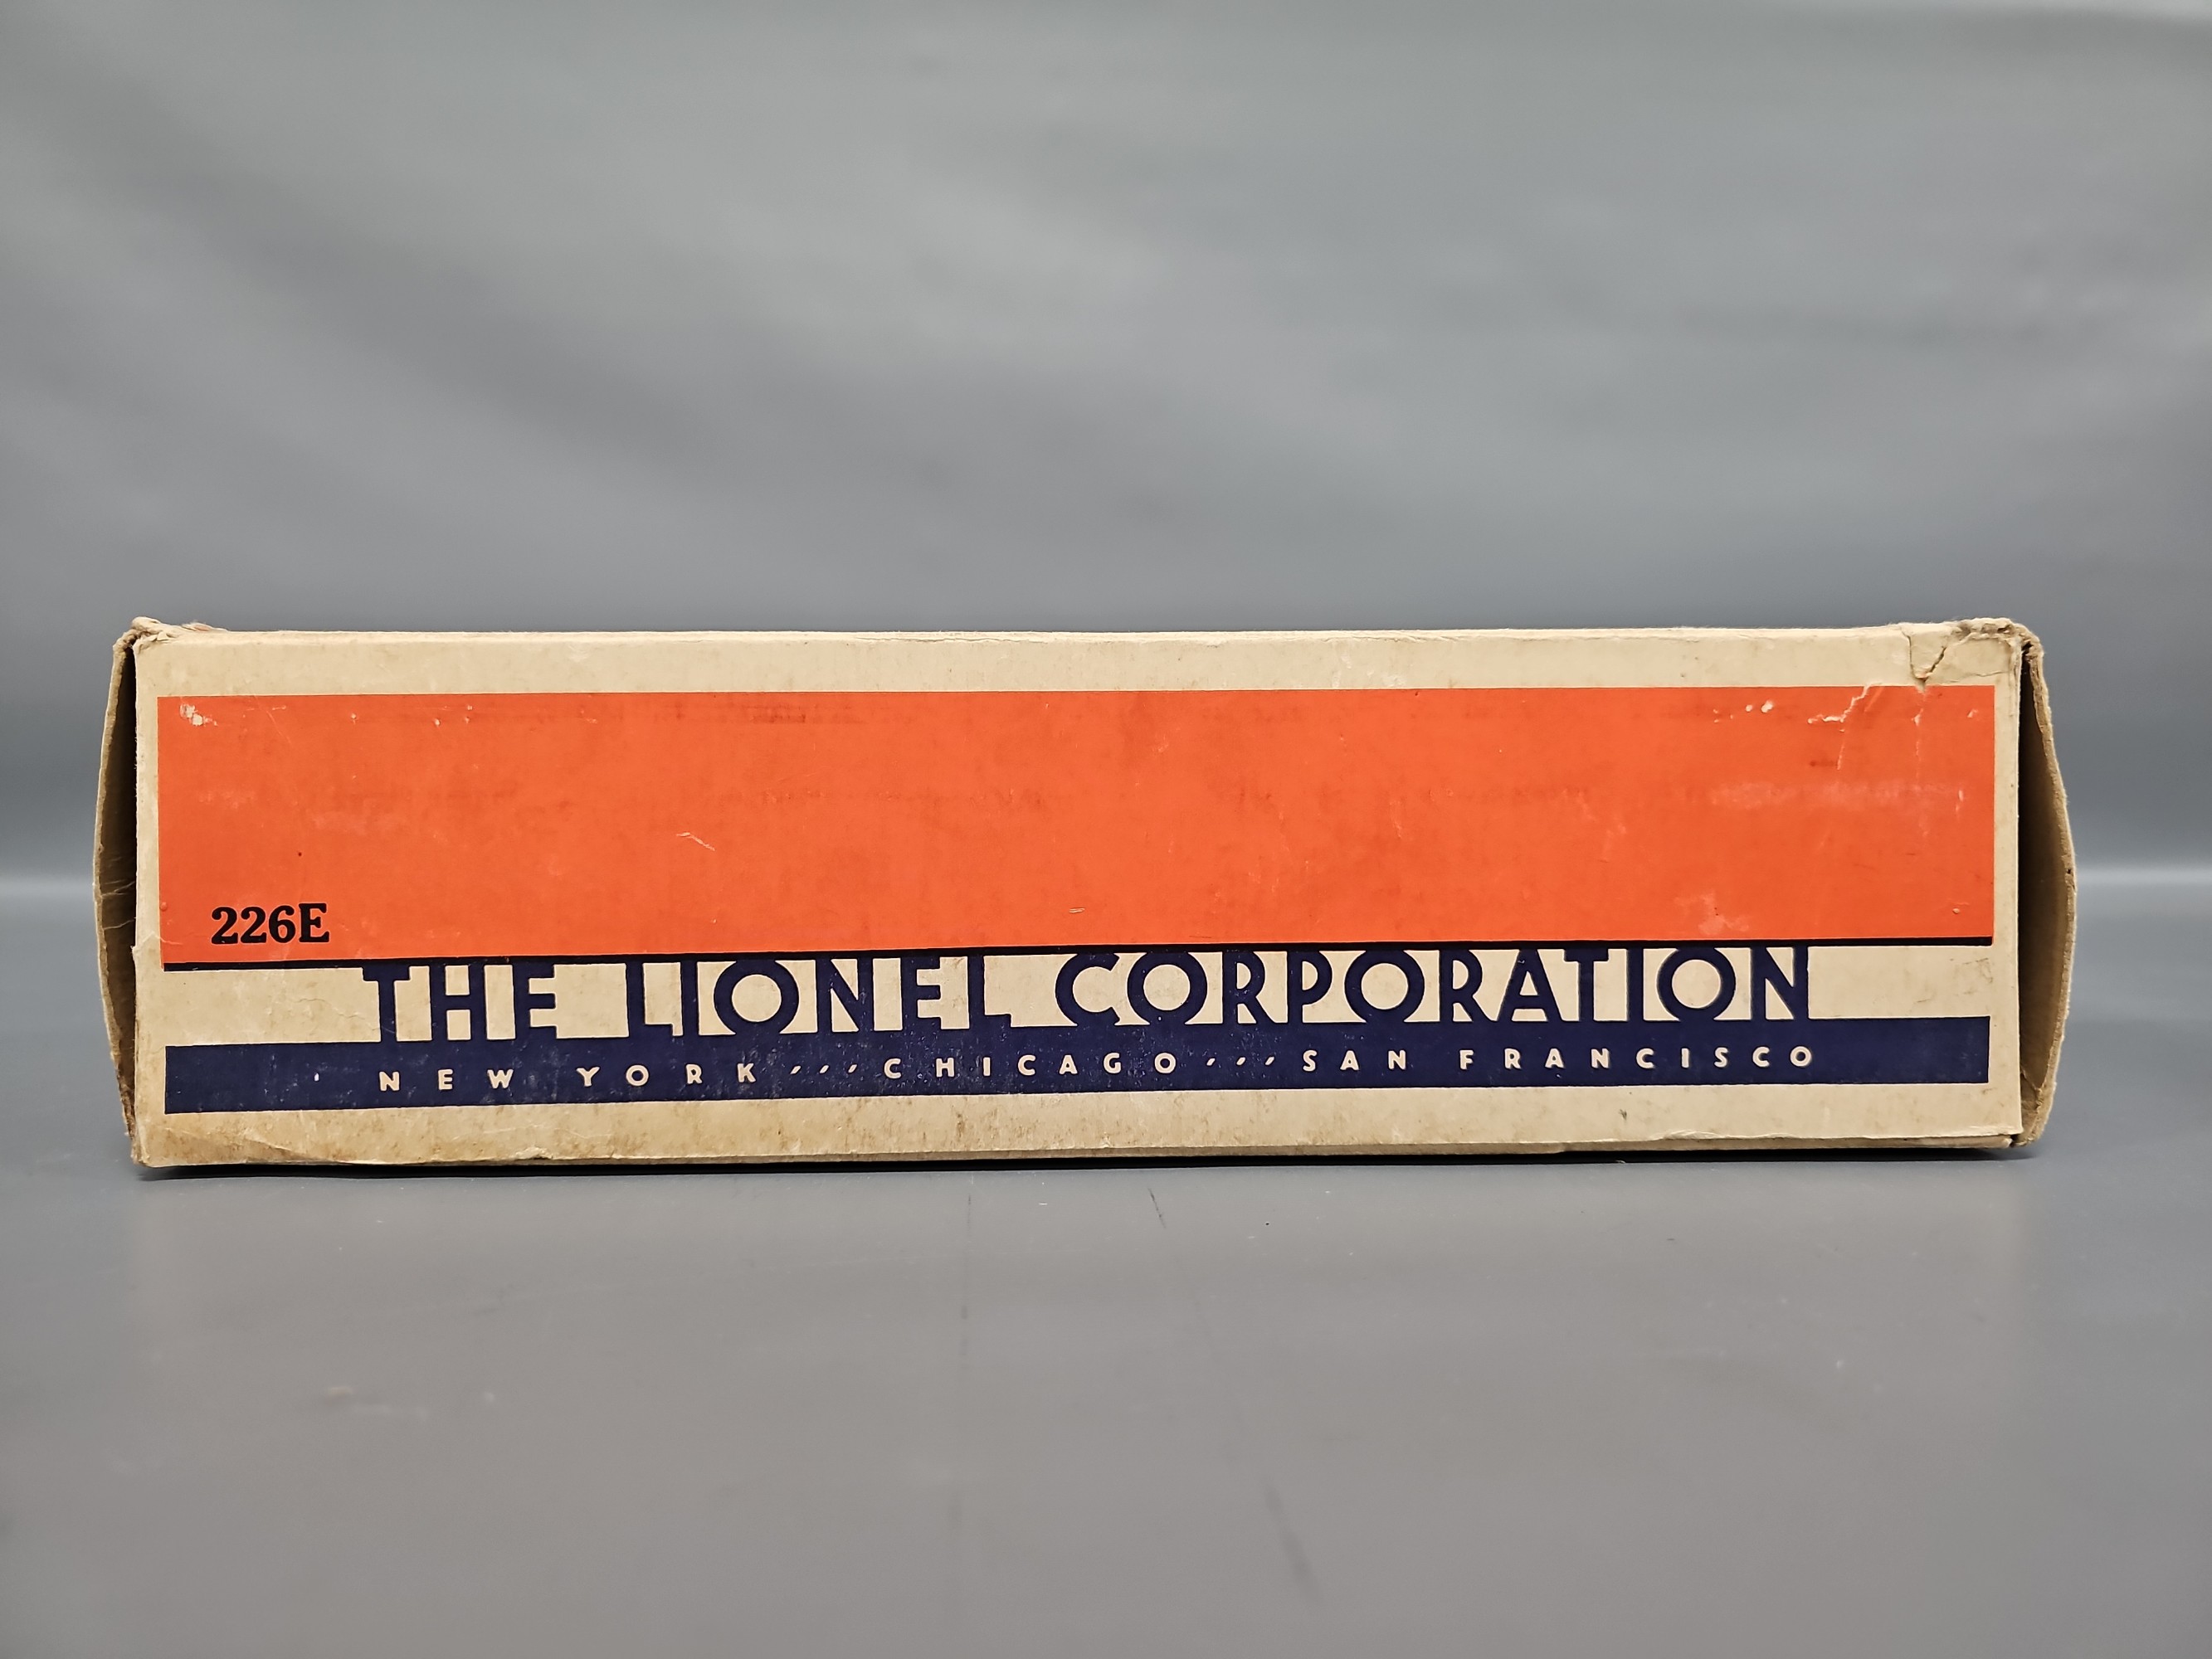 226E
THE LIONEL CORPORATION
NEW YORK ′′′ CHICAGO ′′′ SAN FRANCISCO